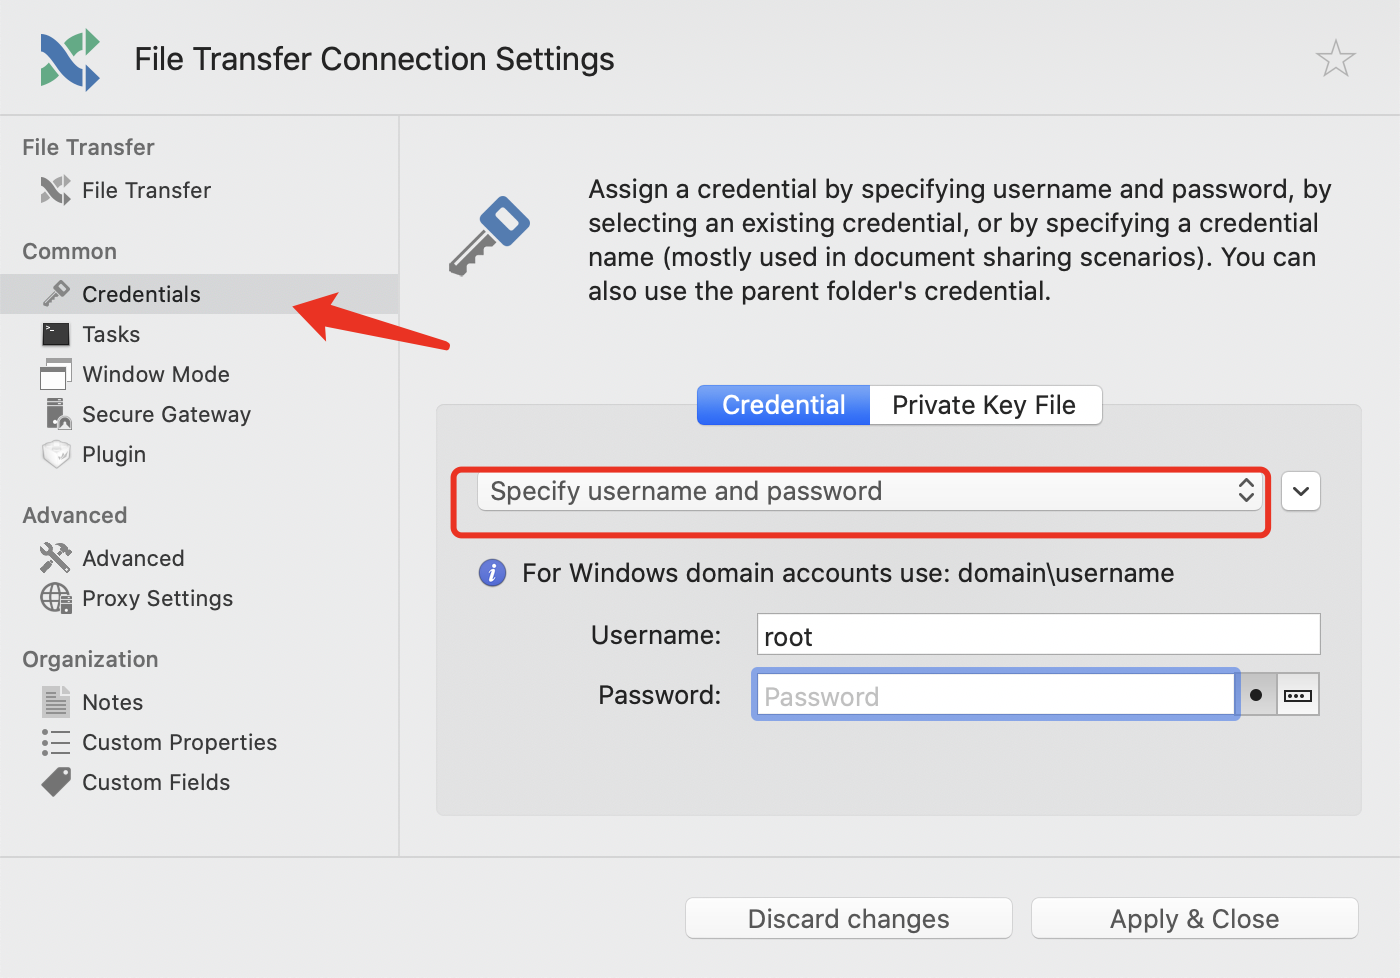 File Transfer Connection Settings
File Transfer
File Transfer
Common
Credentials
Tasks
Window Mode
Secure Gateway
Plugin
Advanced
Advanced
Proxy Settings
Organization
Notes
Custom Properties
Custom Fields
Assign a credential by specifying username and password, by
selecting an existing credential, or by specifying a credential
name (mostly used in document sharing scenarios). You can
also use the parent folder's credential.
Credential
Private Key File
Specify username and password
For Windows domain accounts use: domain\username
Username:
root
Password:
Password
Discard changes
Apply & Close